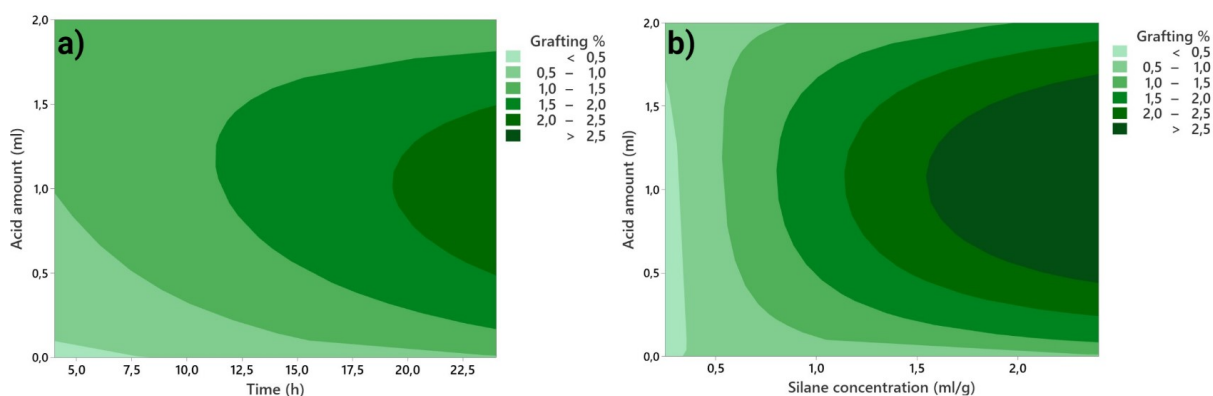 a)
Grafting %
< 0,5
0,5 – 1,0
1,0 – 1,5
1,5 – 2,0
2,0 – 2,5
> 2,5
Acid amount (ml)
2,0
1,5
1,0
0,5
0,0
5,0 7,5 10,0 12,5 15,0 17,5 20,0 22,5
Time (h)
b)
Grafting %
< 0,5
0,5 – 1,0
1,0 – 1,5
1,5 – 2,0
2,0 – 2,5
> 2,5
Acid amount (ml)
2,0
1,5
1,0
0,5
0,0
0,5 1,0 1,5 2,0
Silane concentration (ml/g)